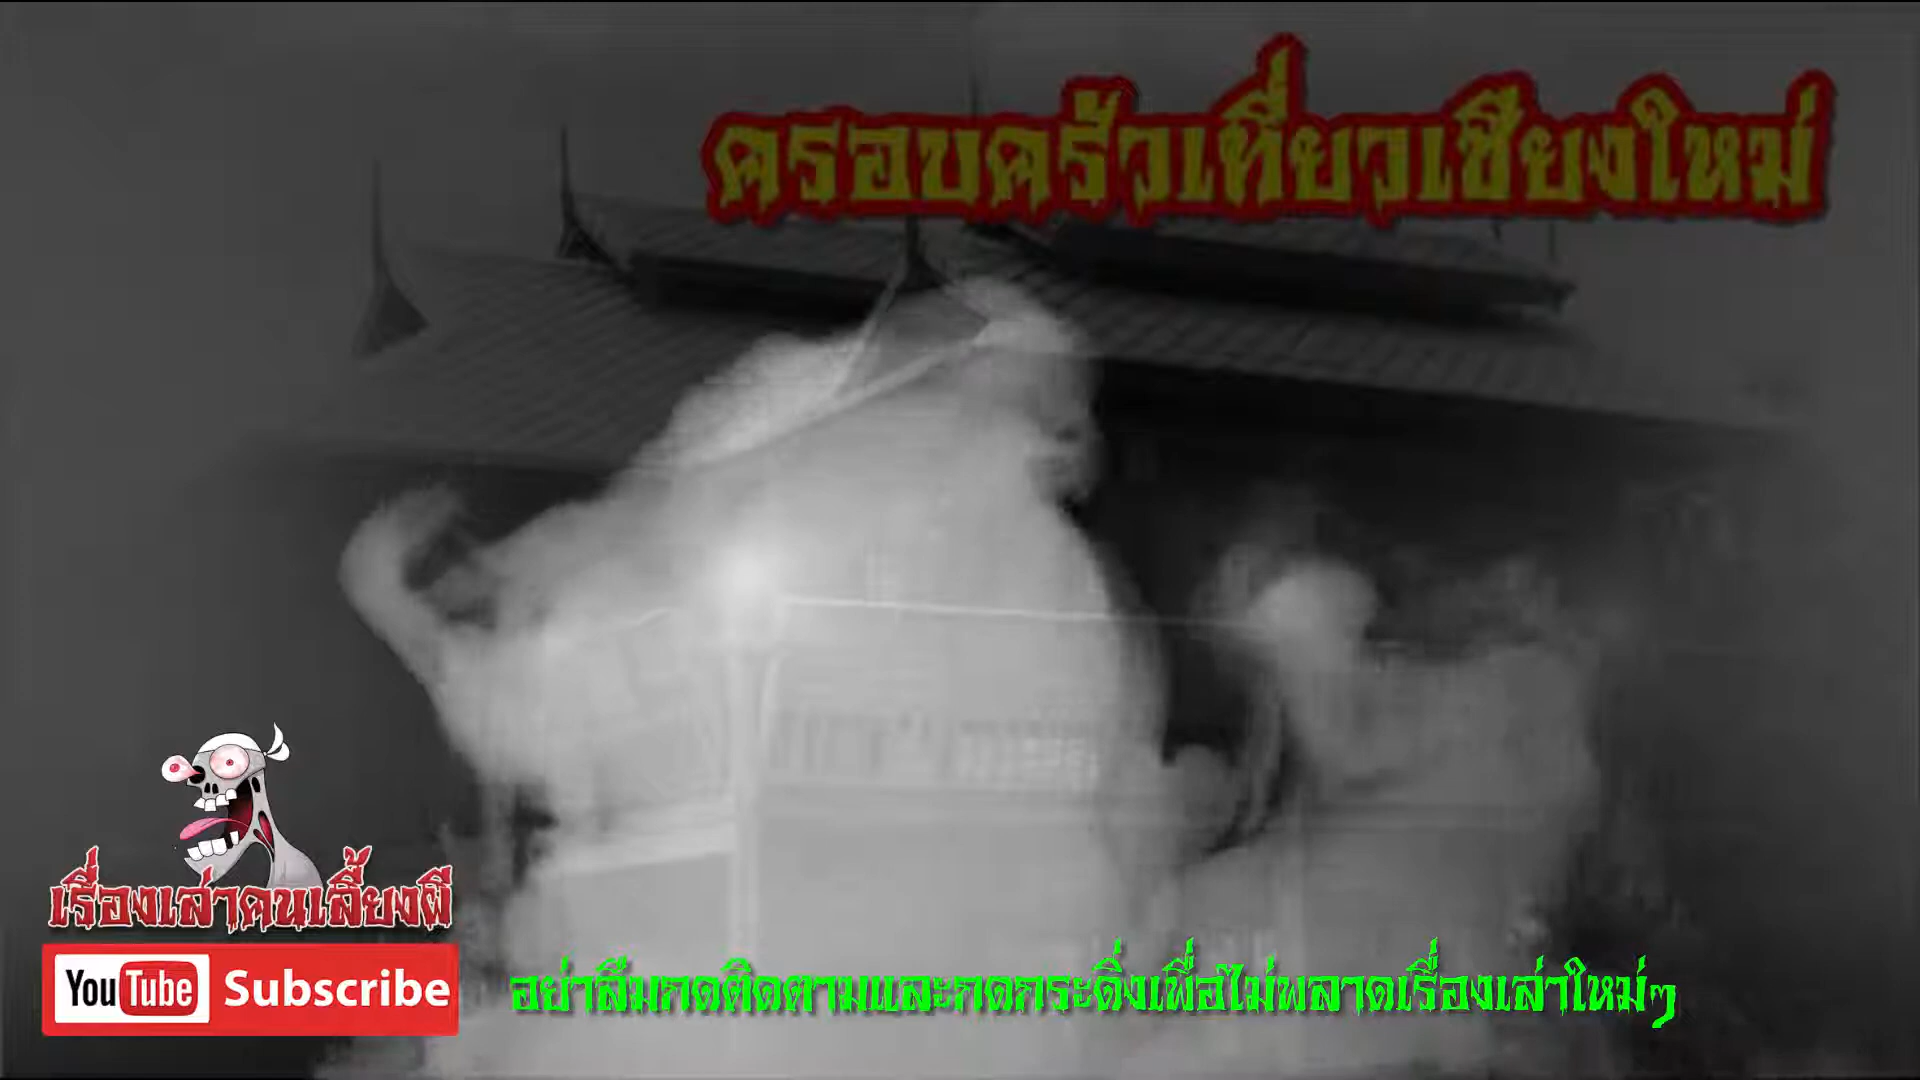 ครอบครัวเที่ยวเชียงใหม่
เรื่องเล่าคนเลี้ยงผี
YouTube Subscribe
อย่าลืมกดติดตามและกดกระดิ่งเพื่อไม่พลาดเรื่องเล่าใหม่ๆ